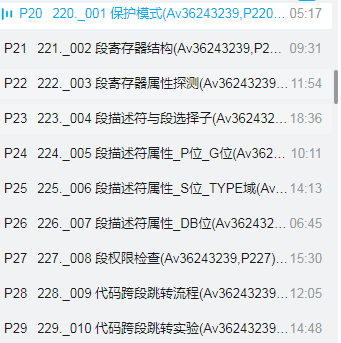 P20 220._001 保护模式(Av36243239,P220... 05:17
P21 221._002 段寄存器结构(Av36243239,P2... 09:31
P22 222._003 段寄存器属性探测(Av36243239... 11:54
P23 223._004 段描述符与段选择子(Av362432... 18:36
P24 224._005 段描述符属性_P位_G位(Av362... 10:11
P25 225._006 段描述符属性_S位_TYPE域(Av... 14:13
P26 226._007 段描述符属性_DB位(Av362432... 06:45
P27 227._008 段权限检查(Av36243239,P227)... 15:30
P28 228._009 代码跨段跳转流程(Av36243239... 12:05
P29 229._010 代码跨段跳转实验(Av36243239... 14:48